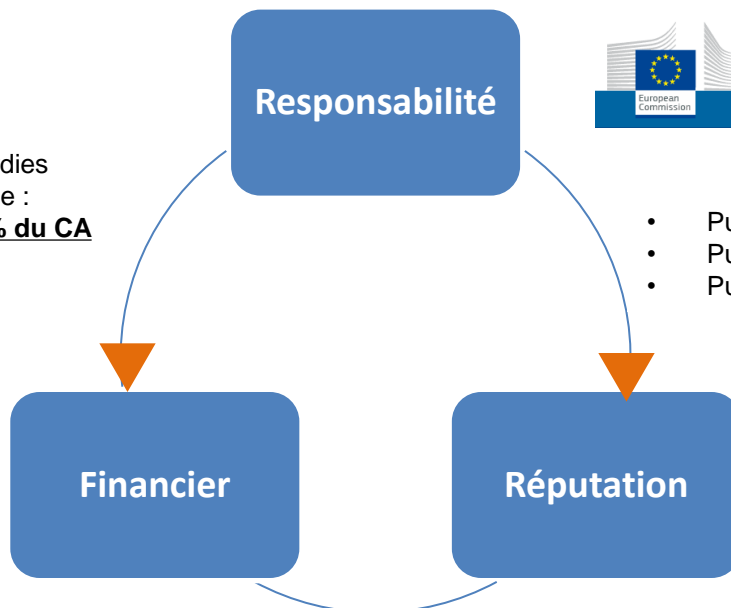 Responsabilité
European
Commission
dies
e :
% du CA
• Pu
• Pu
• Pu
Financier
Réputation